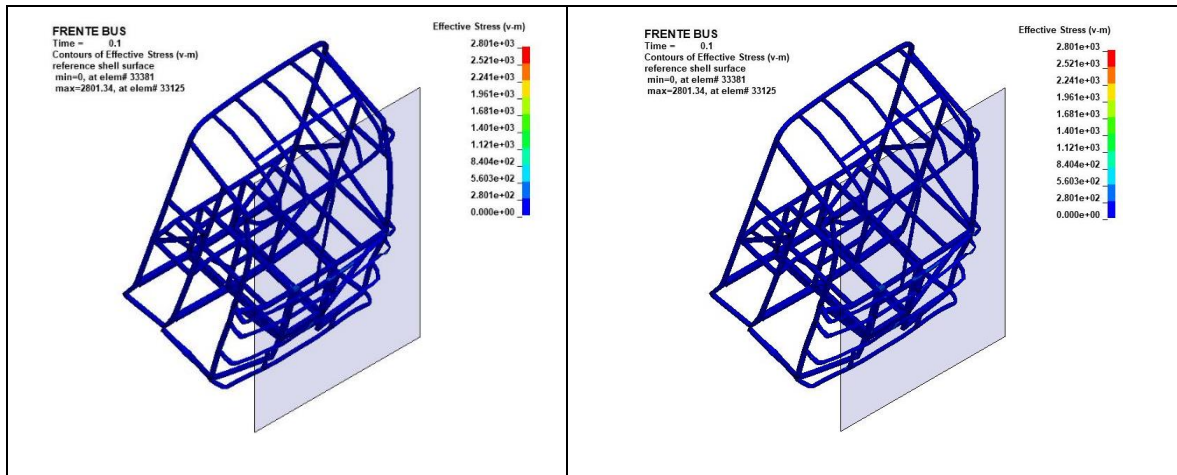 FRENTE BUS
Time = 0.1
Contours of Effective Stress (v-m)
reference shell surface
min=0, at elem# 33381
max=2801.34, at elem# 33125
Effective Stress (v-m)
2.801e+03
2.521e+03
2.241e+03
1.961e+03
1.681e+03
1.401e+03
1.121e+03
8.404e+02
5.603e+02
2.801e+02
0.000e+00
FRENTE BUS
Time = 0.1
Contours of Effective Stress (v-m)
reference shell surface
min=0, at elem# 33381
max=2801.34, at elem# 33125
Effective Stress (v-m)
2.801e+03
2.521e+03
2.241e+03
1.961e+03
1.681e+03
1.401e+03
1.121e+03
8.404e+02
5.603e+02
2.801e+02
0.000e+00